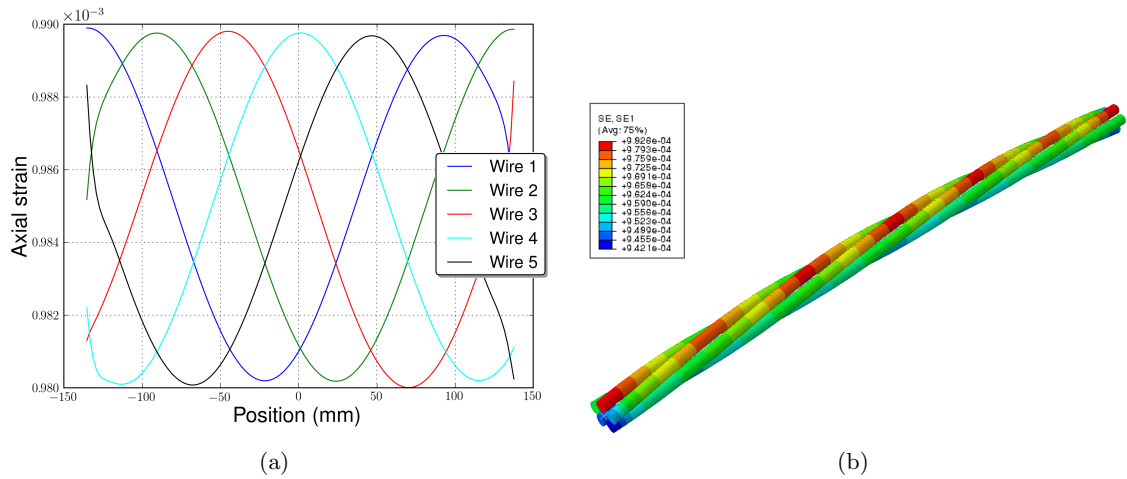 ×10⁻³
0.990
0.988
0.986
0.984
0.982
0.980
Axial strain
−150
−100
−50
0
50
100
150
Position (mm)
Wire 1
Wire 2
Wire 3
Wire 4
Wire 5
(a)
SE, SE1
(Avg: 75%)
+9.826e-04
+9.793e-04
+9.759e-04
+9.725e-04
+9.691e-04
+9.658e-04
+9.624e-04
+9.590e-04
+9.556e-04
+9.523e-04
+9.489e-04
+9.455e-04
+9.421e-04
(b)